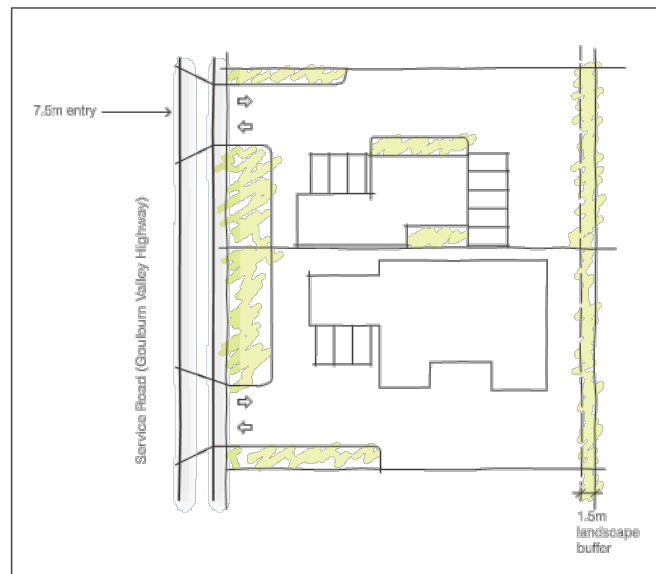 7.5m entry
Service Road (Goulburn Valley Highway)
1.5m
landscape
buffer